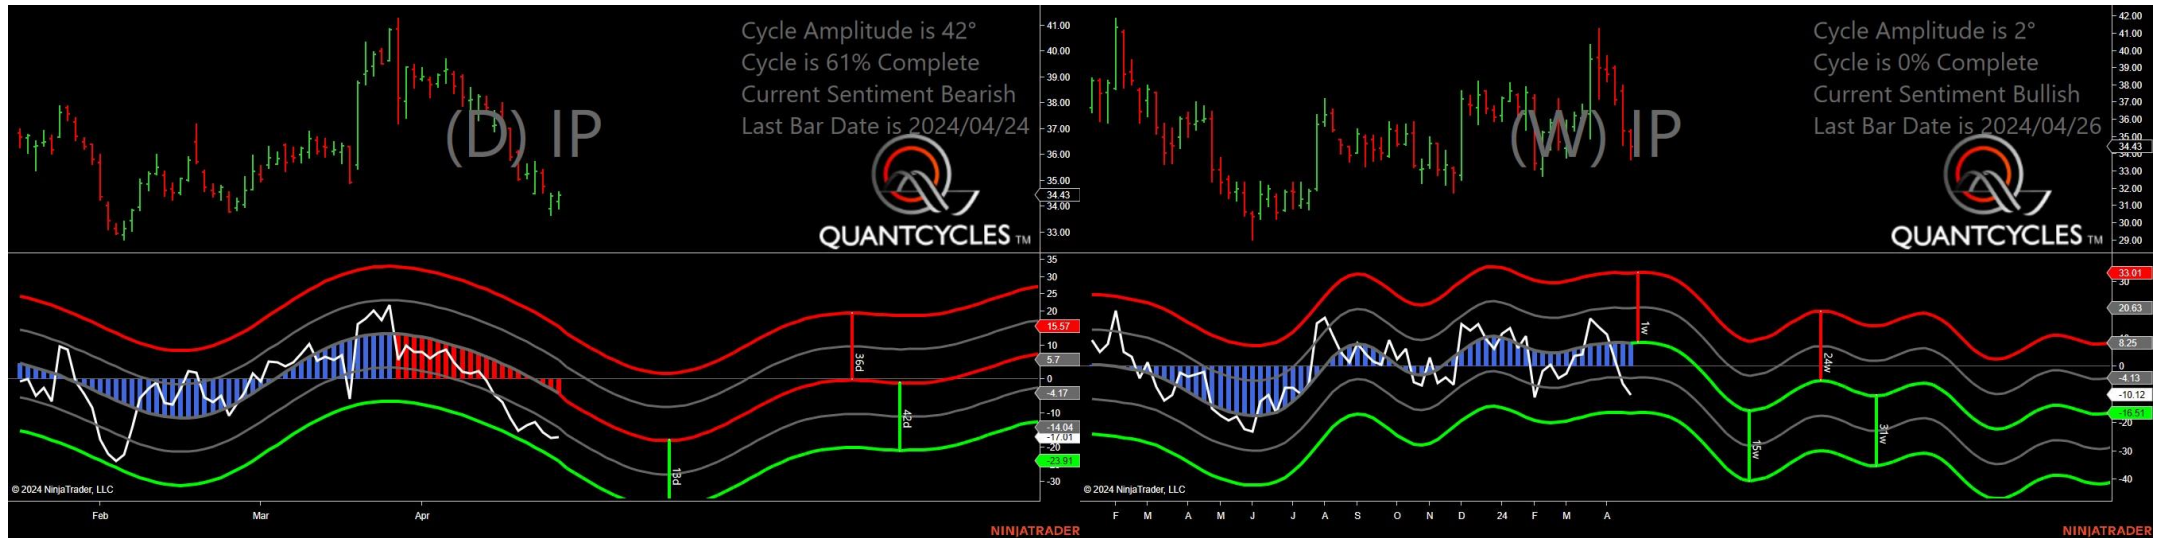 Cycle Amplitude is 42°
Cycle is 61% Complete
Current Sentiment Bearish
Last Bar Date is 2024/04/24
(D) IP
QUANTCYCLES TM
41.00
40.00
39.00
38.00
37.00
36.00
35.00
34.43
34.00
33.00
35
30
25
20
15.57
10
5.7
0
-4.17
-10
-14.04
-17.01
-20
-23.91
-30
13d
36d
42d
© 2024 NinjaTrader, LLC
Feb
Mar
Apr
NINJATRADER
Cycle Amplitude is 2°
Cycle is 0% Complete
Current Sentiment Bullish
Last Bar Date is 2024/04/26
(W) IP
QUANTCYCLES TM
42.00
41.00
40.00
39.00
38.00
37.00
36.00
35.00
34.43
34.00
33.00
32.00
31.00
30.00
29.00
33.01
30
20.63
8.25
0
-4.13
-10.12
-16.51
-20
-30
-40
1w
15w
24w
31w
© 2024 NinjaTrader, LLC
F
M
A
M
J
J
A
S
O
N
D
24
F
M
A
NINJATRADER